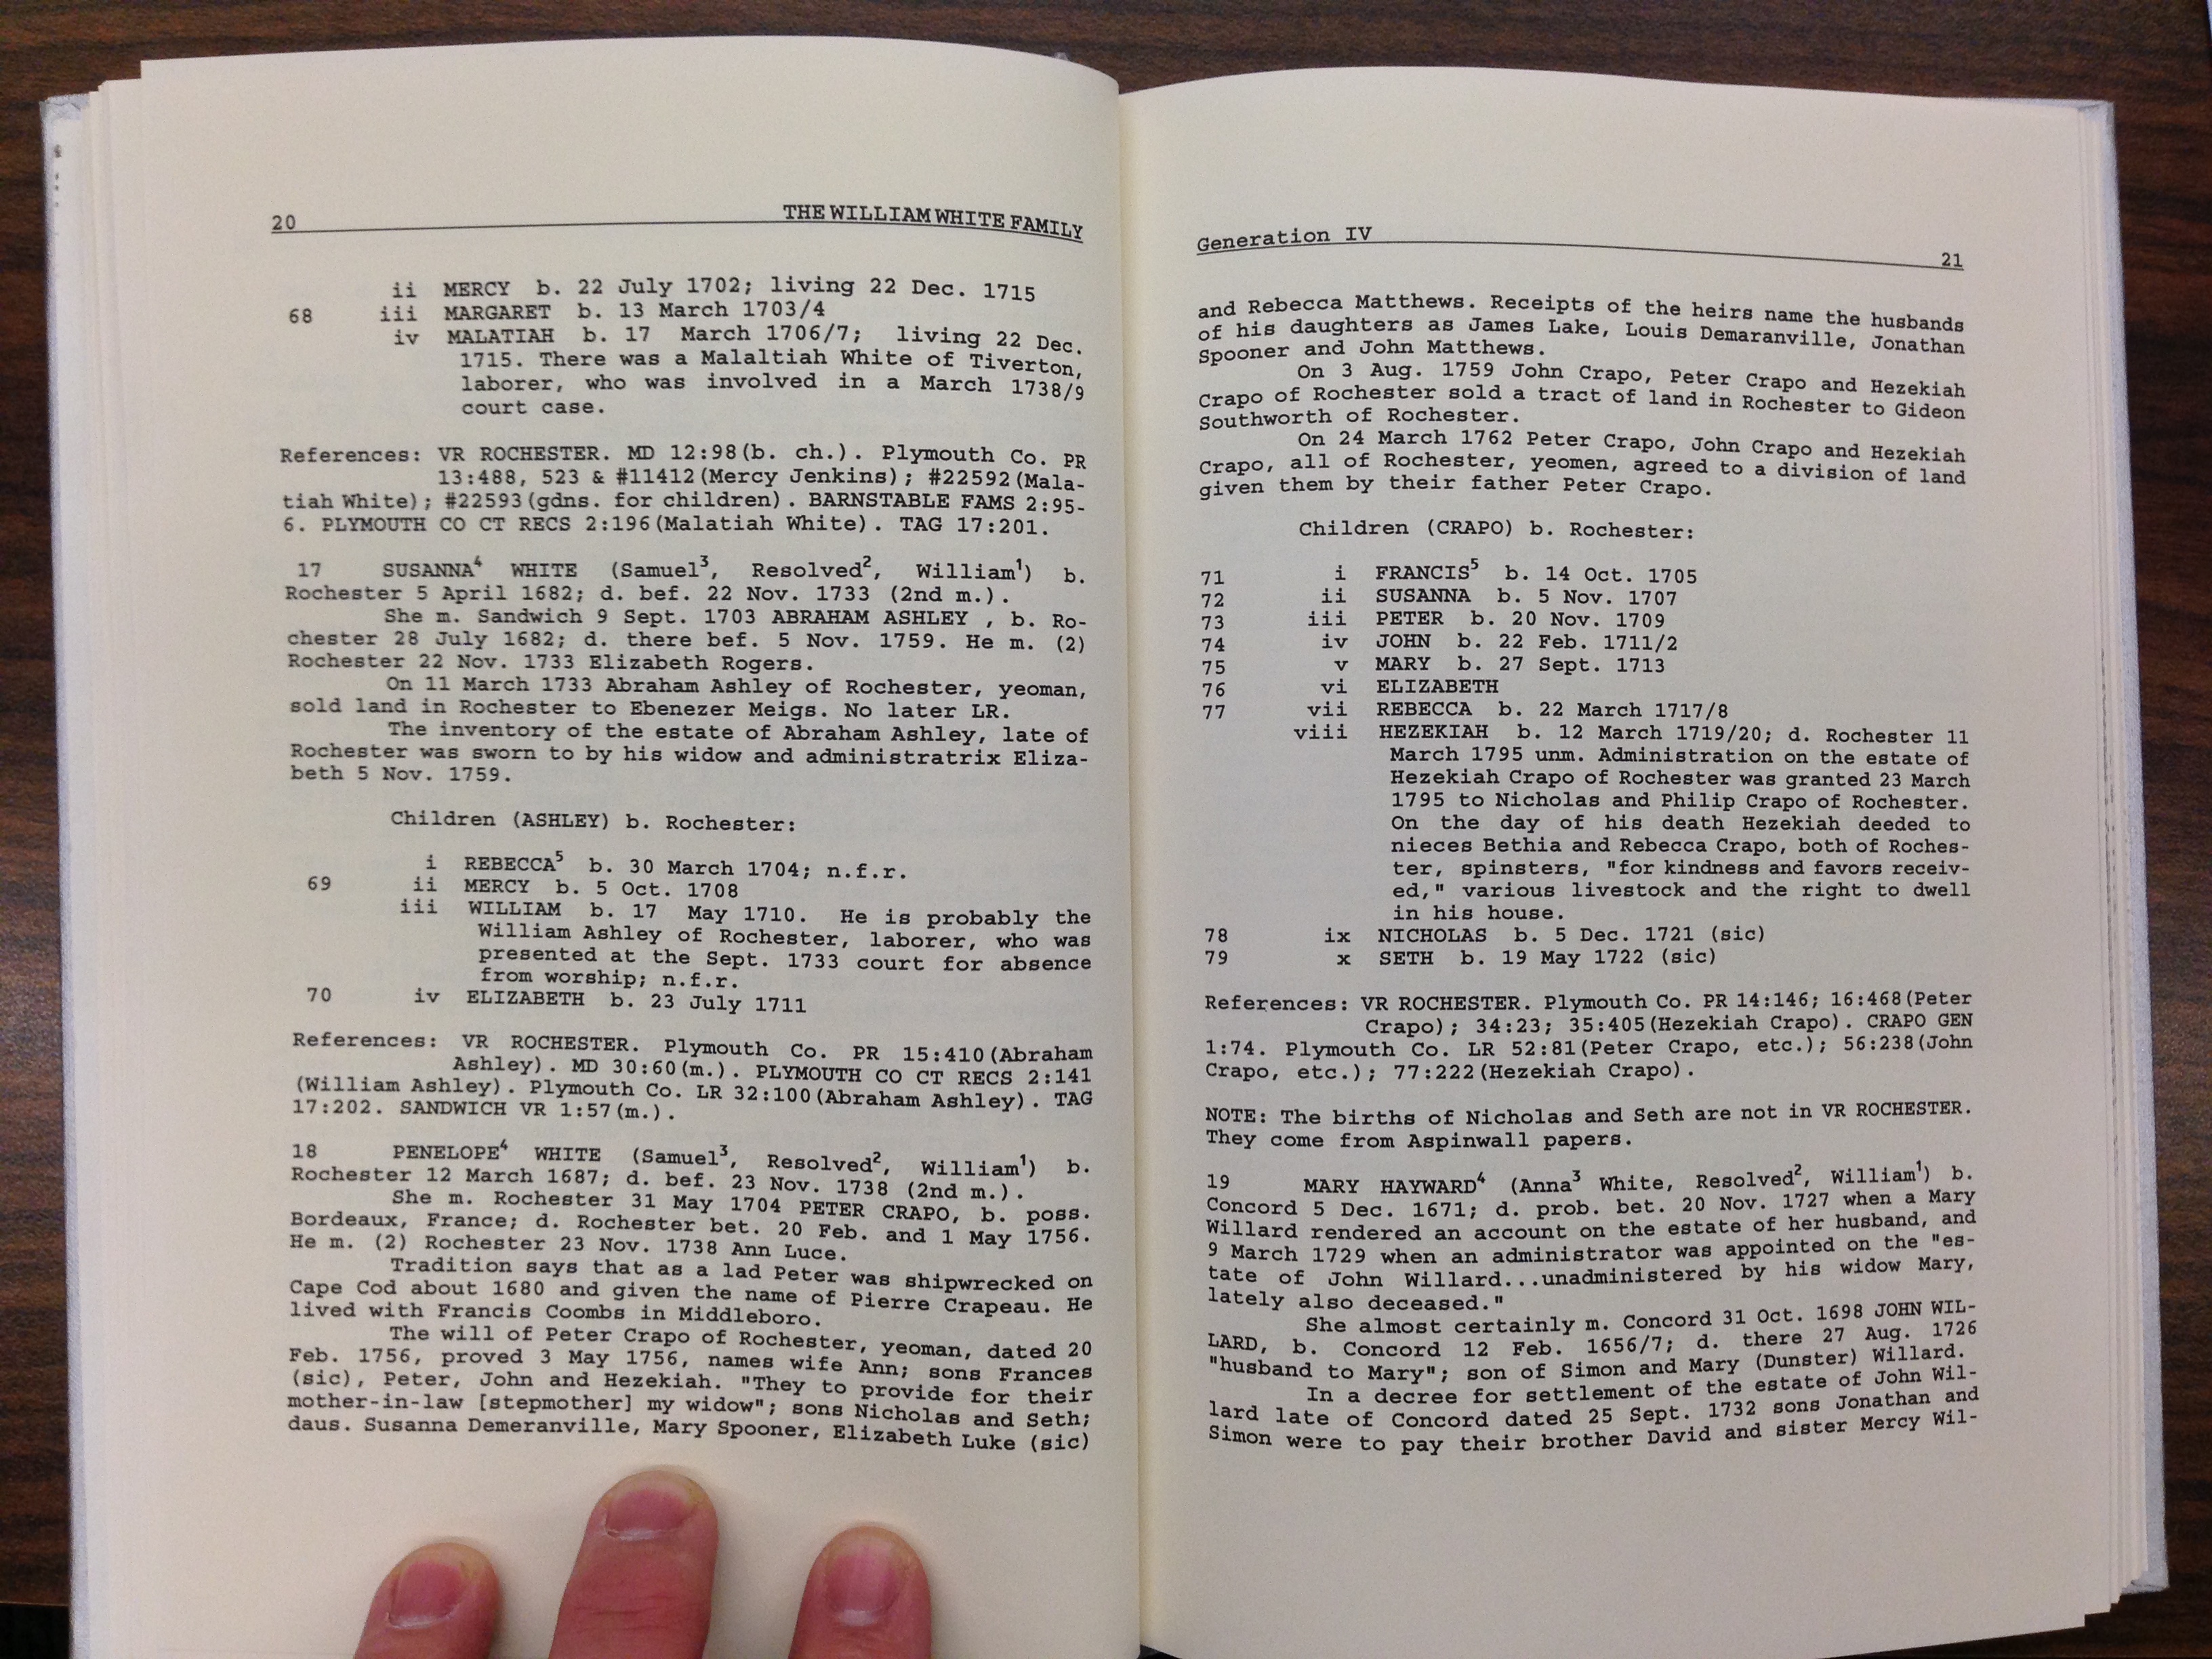 20 THE WILLIAM WHITE FAMILY
ii MERCY b. 22 July 1702; living 22 Dec. 1715
68 iii MARGARET b. 13 March 1703/4
iv MALATIAH b. 17 March 1706/7; living 22 Dec.
1715. There was a Malaltiah White of Tiverton,
laborer, who was involved in a March 1738/9
court case.
References: VR ROCHESTER. MD 12:98(b. ch.). Plymouth Co. PR
13:488, 523 & #11412(Mercy Jenkins); #22592(Mala-
tiah White); #22593(gdns. for children). BARNSTABLE FAMS 2:95-
6. PLYMOUTH CO CT RECS 2:196(Malatiah White). TAG 17:201.
17 SUSANNA⁴ WHITE (Samuel³, Resolved², William¹) b.
Rochester 5 April 1682; d. bef. 22 Nov. 1733 (2nd m.).
She m. Sandwich 9 Sept. 1703 ABRAHAM ASHLEY , b. Ro-
chester 28 July 1682; d. there bef. 5 Nov. 1759. He m. (2)
Rochester 22 Nov. 1733 Elizabeth Rogers.
On 11 March 1733 Abraham Ashley of Rochester, yeoman,
sold land in Rochester to Ebenezer Meigs. No later LR.
The inventory of the estate of Abraham Ashley, late of
Rochester was sworn to by his widow and administratrix Eliza-
beth 5 Nov. 1759.
Children (ASHLEY) b. Rochester:
i REBECCA⁵ b. 30 March 1704; n.f.r.
69 ii MERCY b. 5 Oct. 1708
iii WILLIAM b. 17 May 1710. He is probably the
William Ashley of Rochester, laborer, who was
presented at the Sept. 1733 court for absence
from worship; n.f.r.
70 iv ELIZABETH b. 23 July 1711
References: VR ROCHESTER. Plymouth Co. PR 15:410(Abraham
Ashley). MD 30:60(m.). PLYMOUTH CO CT RECS 2:141
(William Ashley). Plymouth Co. LR 32:100(Abraham Ashley). TAG
17:202. SANDWICH VR 1:57(m.).
18 PENELOPE⁴ WHITE (Samuel³, Resolved², William¹) b.
Rochester 12 March 1687; d. bef. 23 Nov. 1738 (2nd m.).
She m. Rochester 31 May 1704 PETER CRAPO, b. poss.
Bordeaux, France; d. Rochester bet. 20 Feb. and 1 May 1756.
He m. (2) Rochester 23 Nov. 1738 Ann Luce.
Tradition says that as a lad Peter was shipwrecked on
Cape Cod about 1680 and given the name of Pierre Crapeau. He
lived with Francis Coombs in Middleboro.
The will of Peter Crapo of Rochester, yeoman, dated 20
Feb. 1756, proved 3 May 1756, names wife Ann; sons Frances
(sic), Peter, John and Hezekiah. "They to provide for their
mother-in-law [stepmother] my widow"; sons Nicholas and Seth;
daus. Susanna Demeranville, Mary Spooner, Elizabeth Luke (sic)
Generation IV 21
and Rebecca Matthews. Receipts of the heirs name the husbands
of his daughters as James Lake, Louis Demaranville, Jonathan
Spooner and John Matthews.
On 3 Aug. 1759 John Crapo, Peter Crapo and Hezekiah
Crapo of Rochester sold a tract of land in Rochester to Gideon
Southworth of Rochester.
On 24 March 1762 Peter Crapo, John Crapo and Hezekiah
Crapo, all of Rochester, yeomen, agreed to a division of land
given them by their father Peter Crapo.
Children (CRAPO) b. Rochester:
71 i FRANCIS⁵ b. 14 Oct. 1705
72 ii SUSANNA b. 5 Nov. 1707
73 iii PETER b. 20 Nov. 1709
74 iv JOHN b. 22 Feb. 1711/2
75 v MARY b. 27 Sept. 1713
76 vi ELIZABETH
77 vii REBECCA b. 22 March 1717/8
viii HEZEKIAH b. 12 March 1719/20; d. Rochester 11
March 1795 unm. Administration on the estate of
Hezekiah Crapo of Rochester was granted 23 March
1795 to Nicholas and Philip Crapo of Rochester.
On the day of his death Hezekiah deeded to
nieces Bethia and Rebecca Crapo, both of Roches-
ter, spinsters, "for kindness and favors receiv-
ed," various livestock and the right to dwell
in his house.
78 ix NICHOLAS b. 5 Dec. 1721 (sic)
79 x SETH b. 19 May 1722 (sic)
References: VR ROCHESTER. Plymouth Co. PR 14:146; 16:468(Peter
Crapo); 34:23; 35:405(Hezekiah Crapo). CRAPO GEN
1:74. Plymouth Co. LR 52:81(Peter Crapo, etc.); 56:238(John
Crapo, etc.); 77:222(Hezekiah Crapo).
NOTE: The births of Nicholas and Seth are not in VR ROCHESTER.
They come from Aspinwall papers.
19 MARY HAYWARD⁴ (Anna³ White, Resolved², William¹) b.
Concord 5 Dec. 1671; d. prob. bet. 20 Nov. 1727 when a Mary
Willard rendered an account on the estate of her husband, and
9 March 1729 when an administrator was appointed on the "es-
tate of John Willard...unadministered by his widow Mary,
lately also deceased."
She almost certainly m. Concord 31 Oct. 1698 JOHN WIL-
LARD, b. Concord 12 Feb. 1656/7; d. there 27 Aug. 1726
"husband to Mary"; son of Simon and Mary (Dunster) Willard.
In a decree for settlement of the estate of John Wil-
lard late of Concord dated 25 Sept. 1732 sons Jonathan and
Simon were to pay their brother David and sister Mercy Wil-